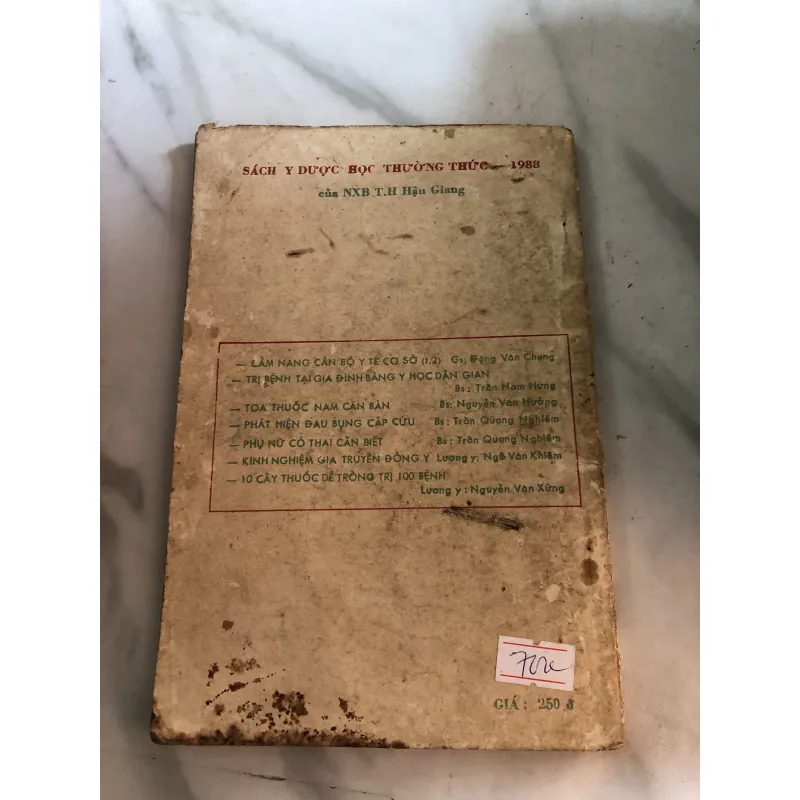 SÁCH Y DƯỢC HỌC THƯỜNG THỨC — 1988
của NXB T.H Hậu Giang
— CẨM NANG CÁN BỘ Y TẾ CƠ SỞ (t.2) Gs: Đặng Văn Chung
— TRỊ BỆNH TẠI GIA ĐÌNH BẰNG Y HỌC DÂN GIAN
Bs: Trần Nam Hưng
— TOA THUỐC NAM CĂN BẢN Bs: Nguyễn Văn Hưởng
— PHÁT HIỆN ĐAU BỤNG CẤP CỨU Bs: Trần Quang Nghiêm
— PHỤ NỮ CÓ THAI CẦN BIẾT Bs: Trần Quang Nghiêm
— KINH NGHIỆM GIA TRUYỀN ĐÔNG Y Lương y: Ngô Văn Khiêm
— 10 CÂY THUỐC DỄ TRỒNG TRỊ 100 BỆNH
Lương y: Nguyễn Văn Xững
GIÁ: 250 đ